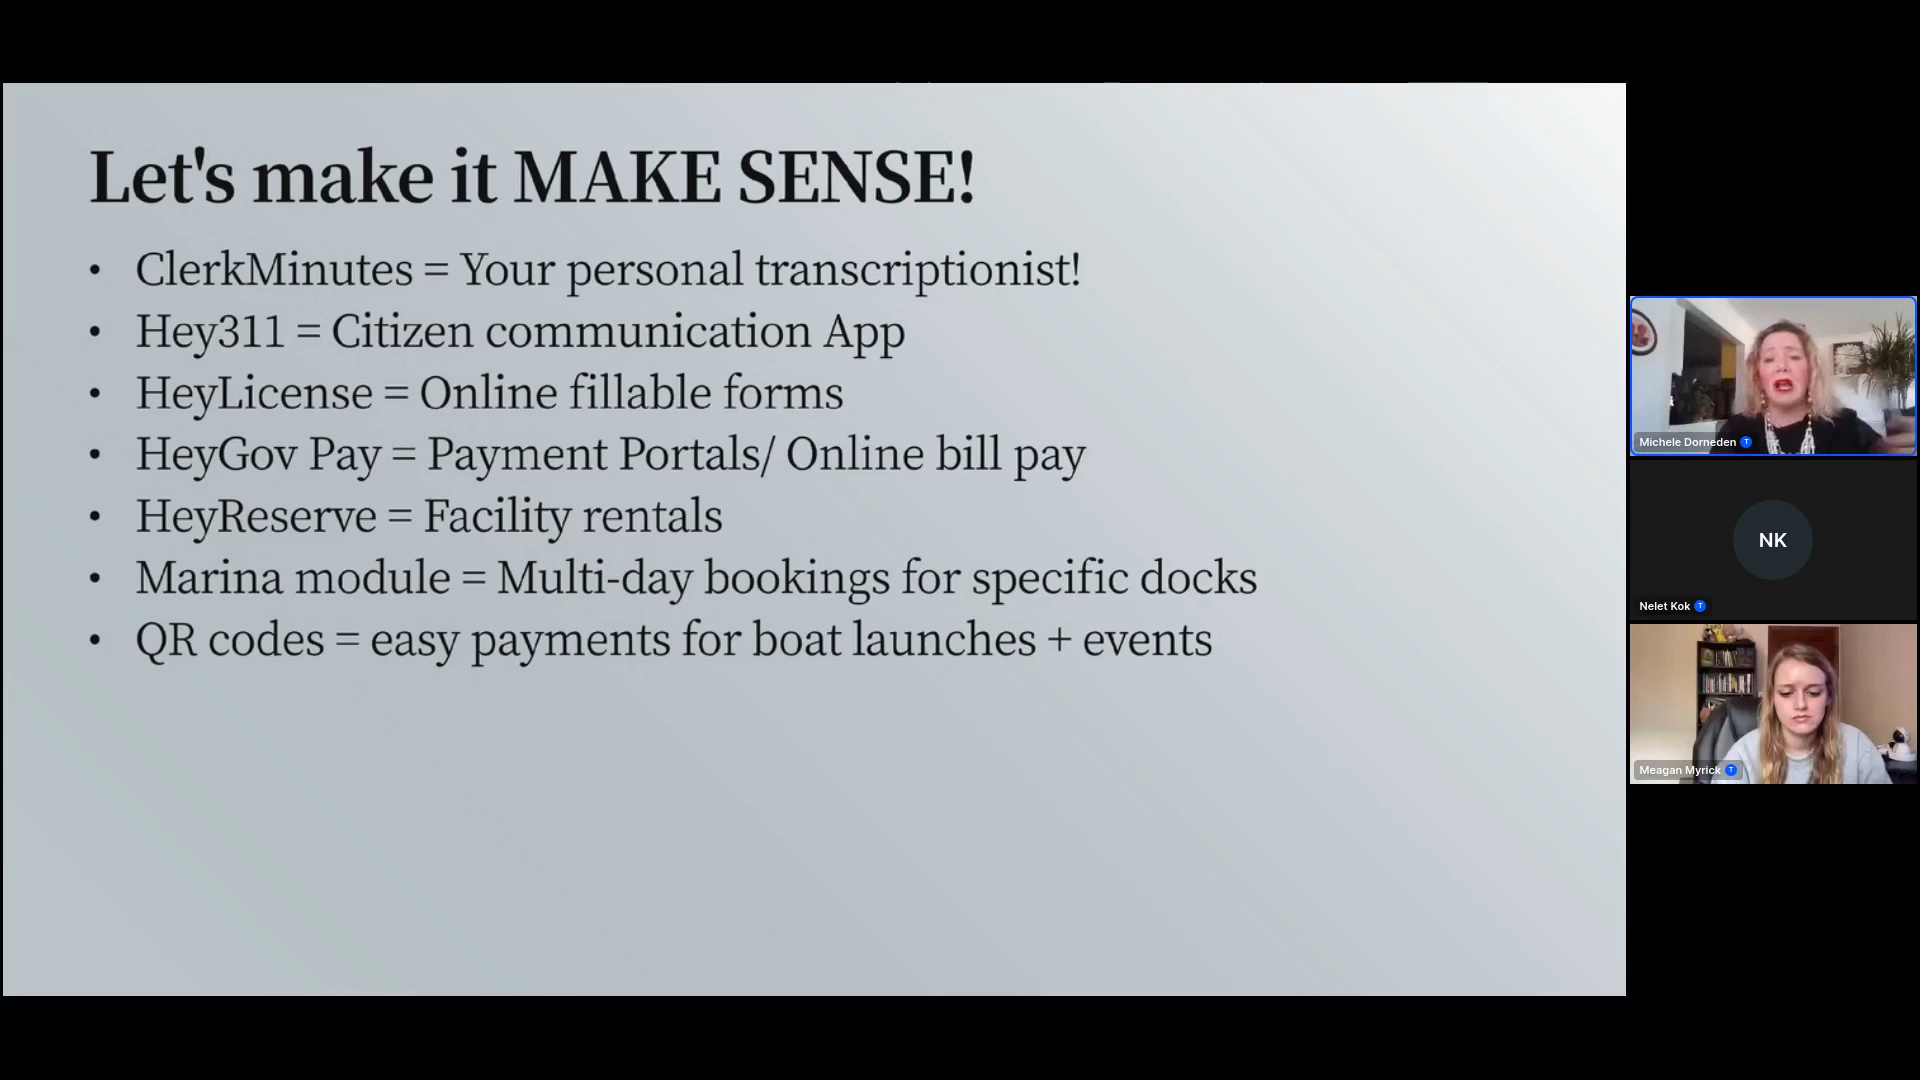 Let's make it MAKE SENSE!
• ClerkMinutes = Your personal transcriptionist!
• Hey311 = Citizen communication App
• HeyLicense = Online fillable forms
• HeyGov Pay = Payment Portals/ Online bill pay
• HeyReserve = Facility rentals
• Marina module = Multi-day bookings for specific docks
• QR codes = easy payments for boat launches + events
Michele Dorneden T
NK
Nelet Kok T
Meagan Myrick T